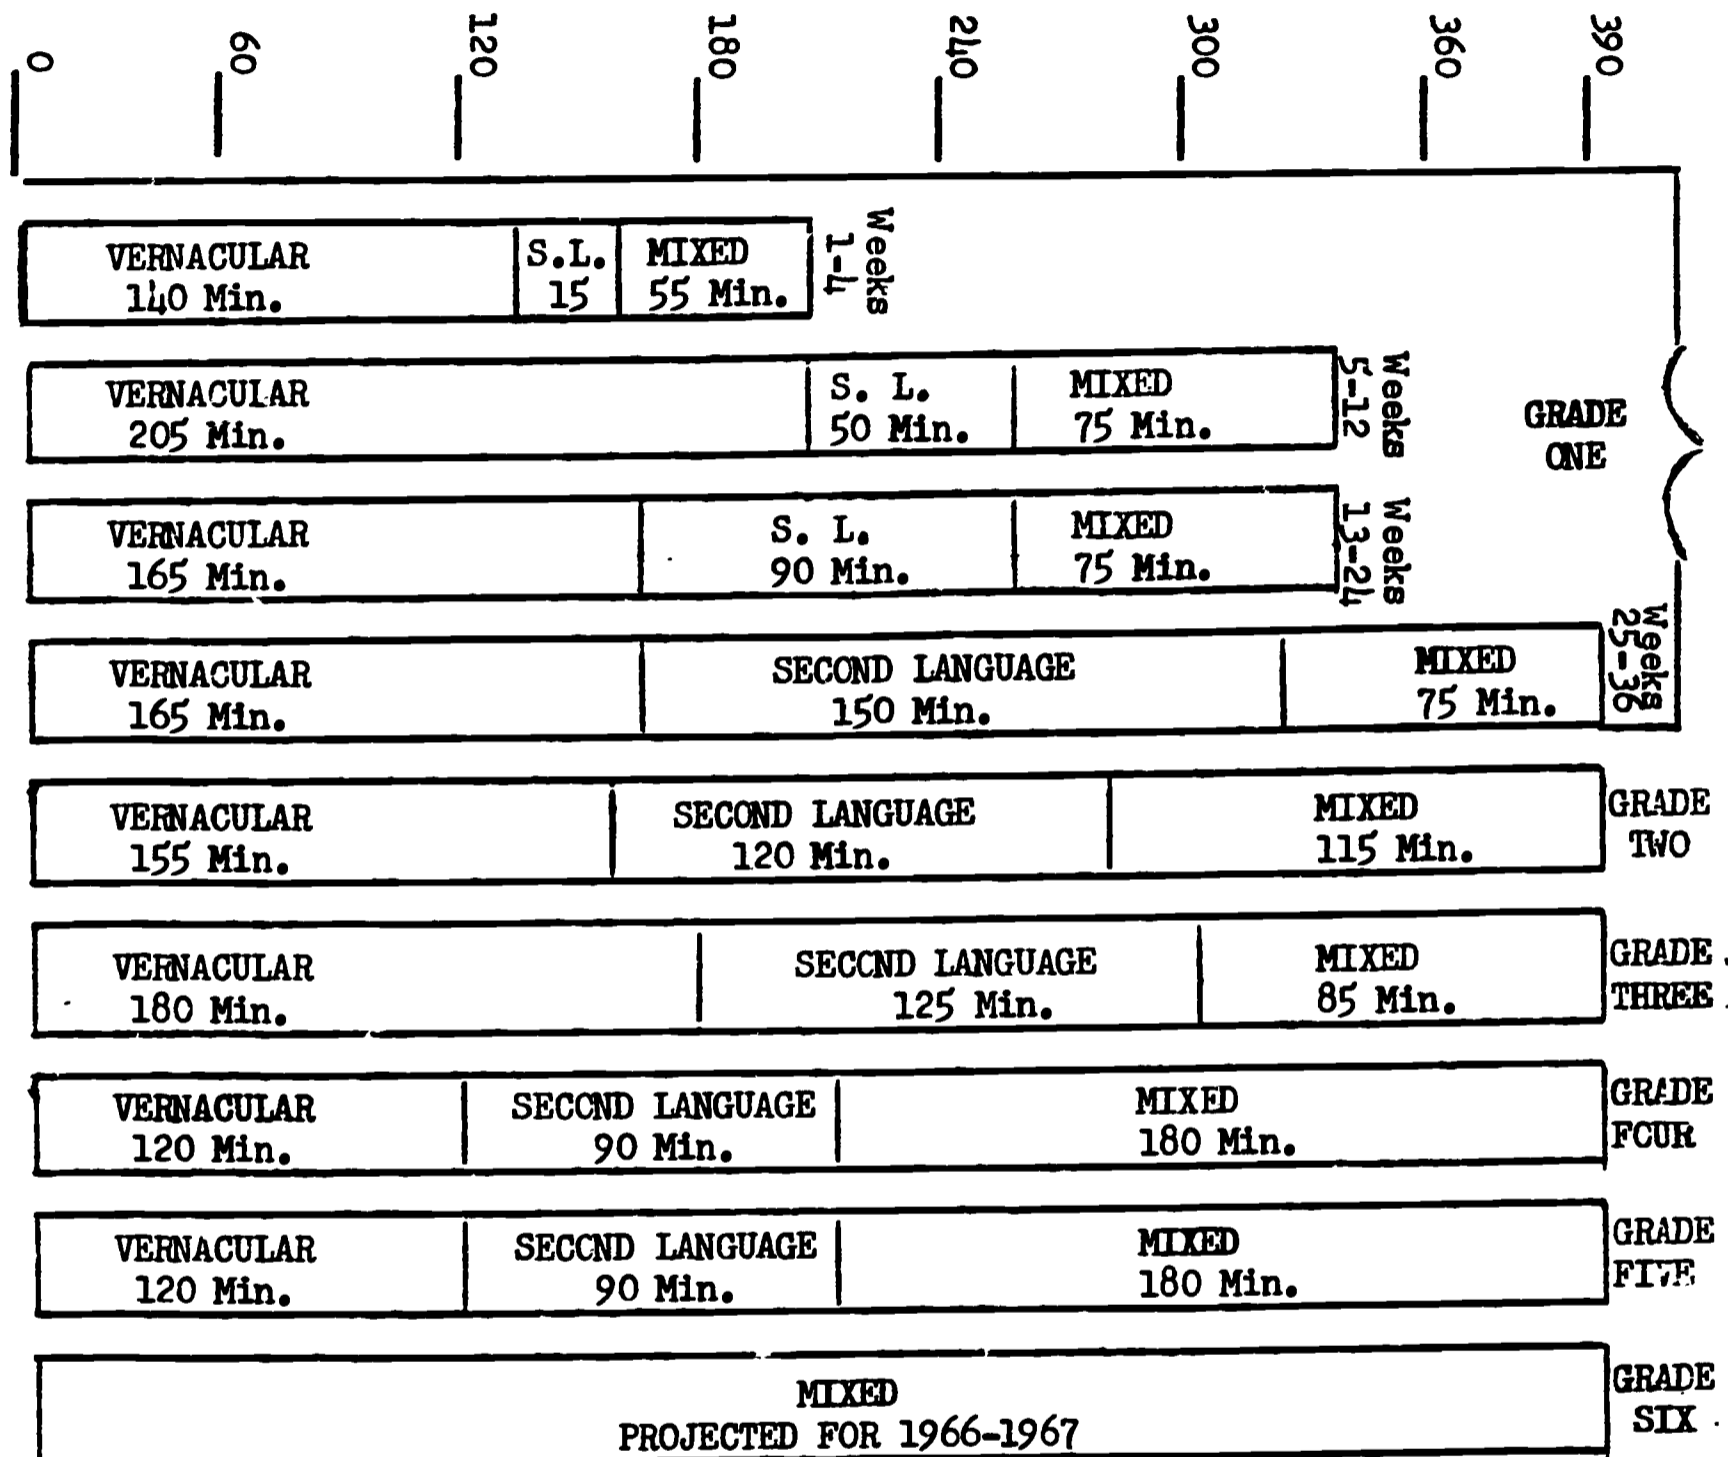 0 60 120 180 240 300 360 390
VERNACULAR S.L. MIXED
140 Min. 15 55 Min.
Weeks
1-4
VERNACULAR S. L. MIXED
205 Min. 50 Min. 75 Min.
Weeks
5-12
GRADE
ONE
VERNACULAR S. L. MIXED
165 Min. 90 Min. 75 Min.
Weeks
13-24
VERNACULAR SECOND LANGUAGE MIXED
165 Min. 150 Min. 75 Min.
Weeks
25-36
VERNACULAR SECOND LANGUAGE MIXED GRADE
155 Min. 120 Min. 115 Min. TWO
VERNACULAR SECOND LANGUAGE MIXED GRADE
180 Min. 125 Min. 85 Min. THREE
VERNACULAR SECOND LANGUAGE MIXED GRADE
120 Min. 90 Min. 180 Min. FOUR
VERNACULAR SECOND LANGUAGE MIXED GRADE
120 Min. 90 Min. 180 Min. FIVE
MIXED GRADE
PROJECTED FOR 1966-1967 SIX